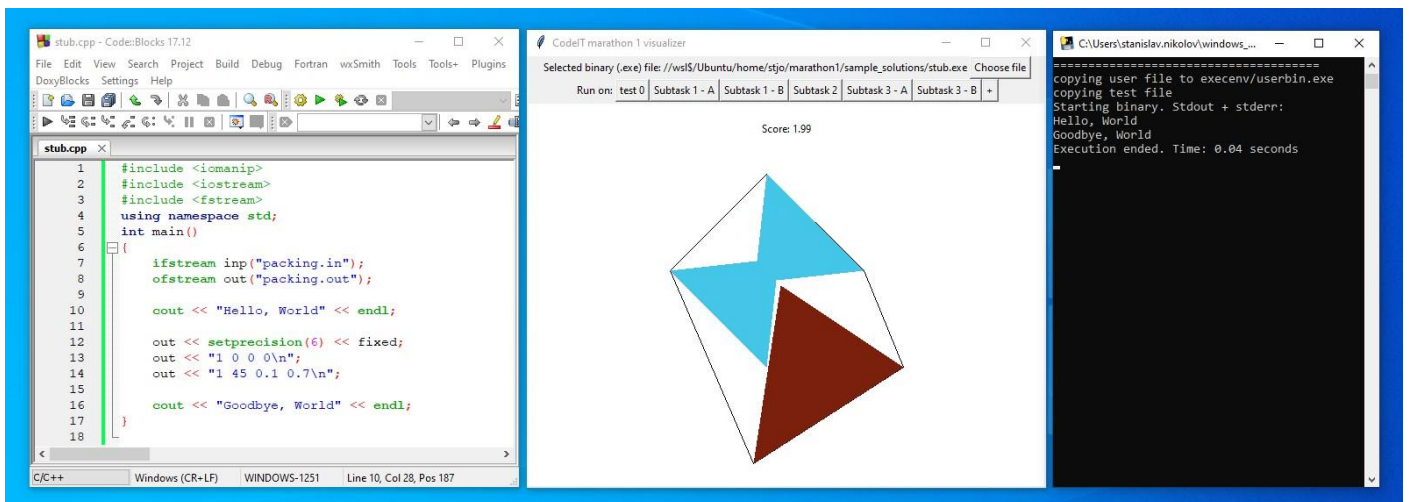 stub.cpp - Code::Blocks 17.12
File Edit View Search Project Build Debug Fortran wxSmith Tools Tools+ Plugins
DoxyBlocks Settings Help
stub.cpp
1 #include <iomanip>
2 #include <iostream>
3 #include <fstream>
4 using namespace std;
5 int main()
6 {
7 ifstream inp("packing.in");
8 ofstream out("packing.out");
9
10 cout << "Hello, World" << endl;
11
12 out << setprecision(6) << fixed;
13 out << "1 0 0 0\n";
14 out << "1 45 0.1 0.7\n";
15
16 cout << "Goodbye, World" << endl;
17 }
18
C/C++ Windows (CR+LF) WINDOWS-1251 Line 10, Col 28, Pos 187
CodeIT marathon 1 visualizer
Selected binary (.exe) file: //wsl$/Ubuntu/home/stjo/marathon1/sample_solutions/stub.exe Choose file
Run on: test 0 Subtask 1 - A Subtask 1 - B Subtask 2 Subtask 3 - A Subtask 3 - B +
Score: 1.99
C:\Users\stanislav.nikolov\windows_...
======================================
copying user file to execenv/userbin.exe
copying test file
Starting binary. Stdout + stderr:
Hello, World
Goodbye, World
Execution ended. Time: 0.04 seconds